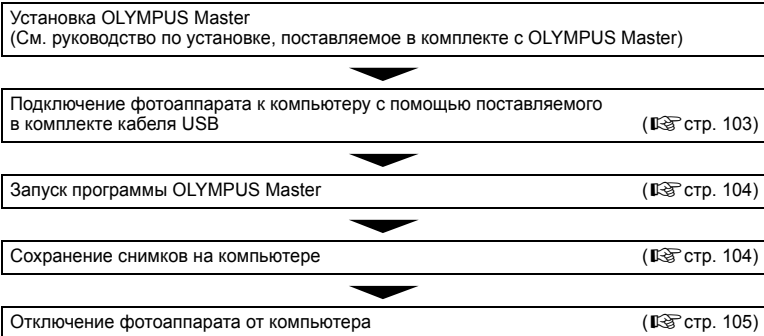 Установка OLYMPUS Master
(См. руководство по установке, поставляемое в комплекте с OLYMPUS Master)
Подключение фотоаппарата к компьютеру с помощью поставляемого
в комплекте кабеля USB (☞ стр. 103)
Запуск программы OLYMPUS Master (☞ стр. 104)
Сохранение снимков на компьютере (☞ стр. 104)
Отключение фотоаппарата от компьютера (☞ стр. 105)